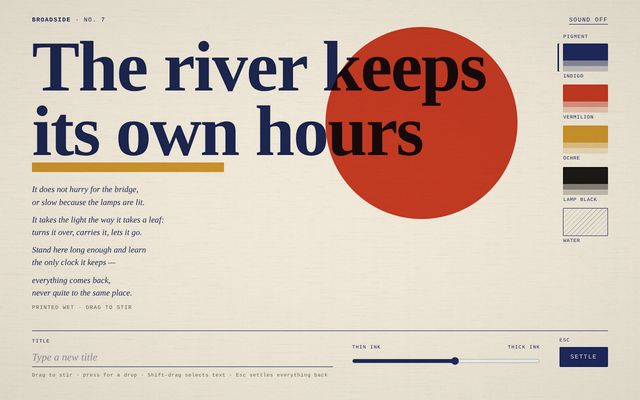 BROADSIDE · NO. 7
SOUND OFF
The river keeps
its own hours
It does not hurry for the bridge,
or slow because the lamps are lit.
It takes the light the way it takes a leaf:
turns it over, carries it, lets it go.
Stand here long enough and learn
the only clock it keeps —
everything comes back,
never quite to the same place.
PRINTED WET · DRAG TO STIR
PIGMENT
INDIGO
VERMILION
OCHRE
LAMP BLACK
WATER
TITLE
Type a new title
Drag to stir · press for a drop · Shift-drag selects text · Esc settles everything back
THIN INK
THICK INK
ESC
SETTLE